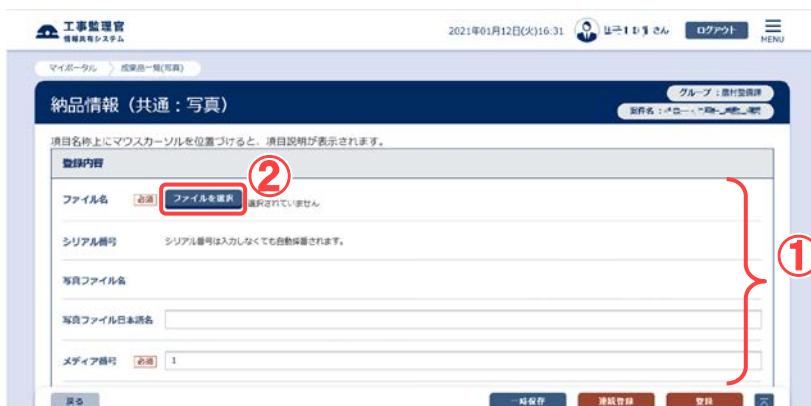 工事監理官
情報共有システム
2021年01月12日(火)16:31
さん
ログアウト
MENU
マイポータル
成果品一覧(写真)
納品情報（共通：写真）
グループ：農村整備課
案件名：
項目名称上にマウスカーソルを位置づけると、項目説明が表示されます。
登録内容
②
ファイル名
必須
ファイルを選択
選択されていません
①
シリアル番号
シリアル番号は入力しなくても自動採番されます。
写真ファイル名
写真ファイル日本語名
メディア番号
必須
1
戻る
一時保存
連続登録
登録